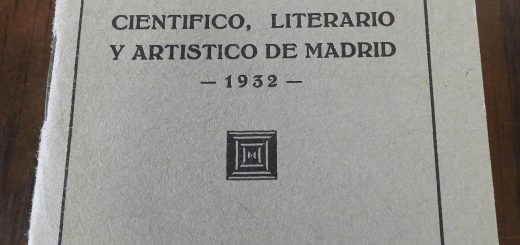 CIENTIFICO, LITERARIO
Y ARTISTICO DE MADRID
— 1932 —